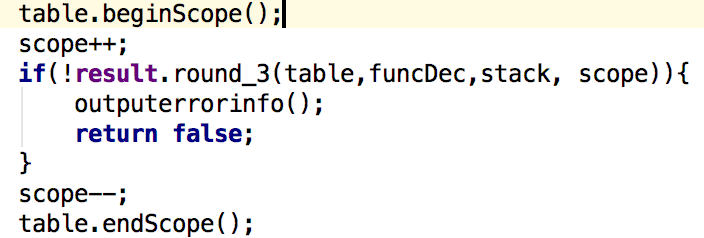 table.beginScope();
scope++;
if(!result.round_3(table,funcDec,stack, scope)){
    outputerrorinfo();
    return false;
}
scope--;
table.endScope();